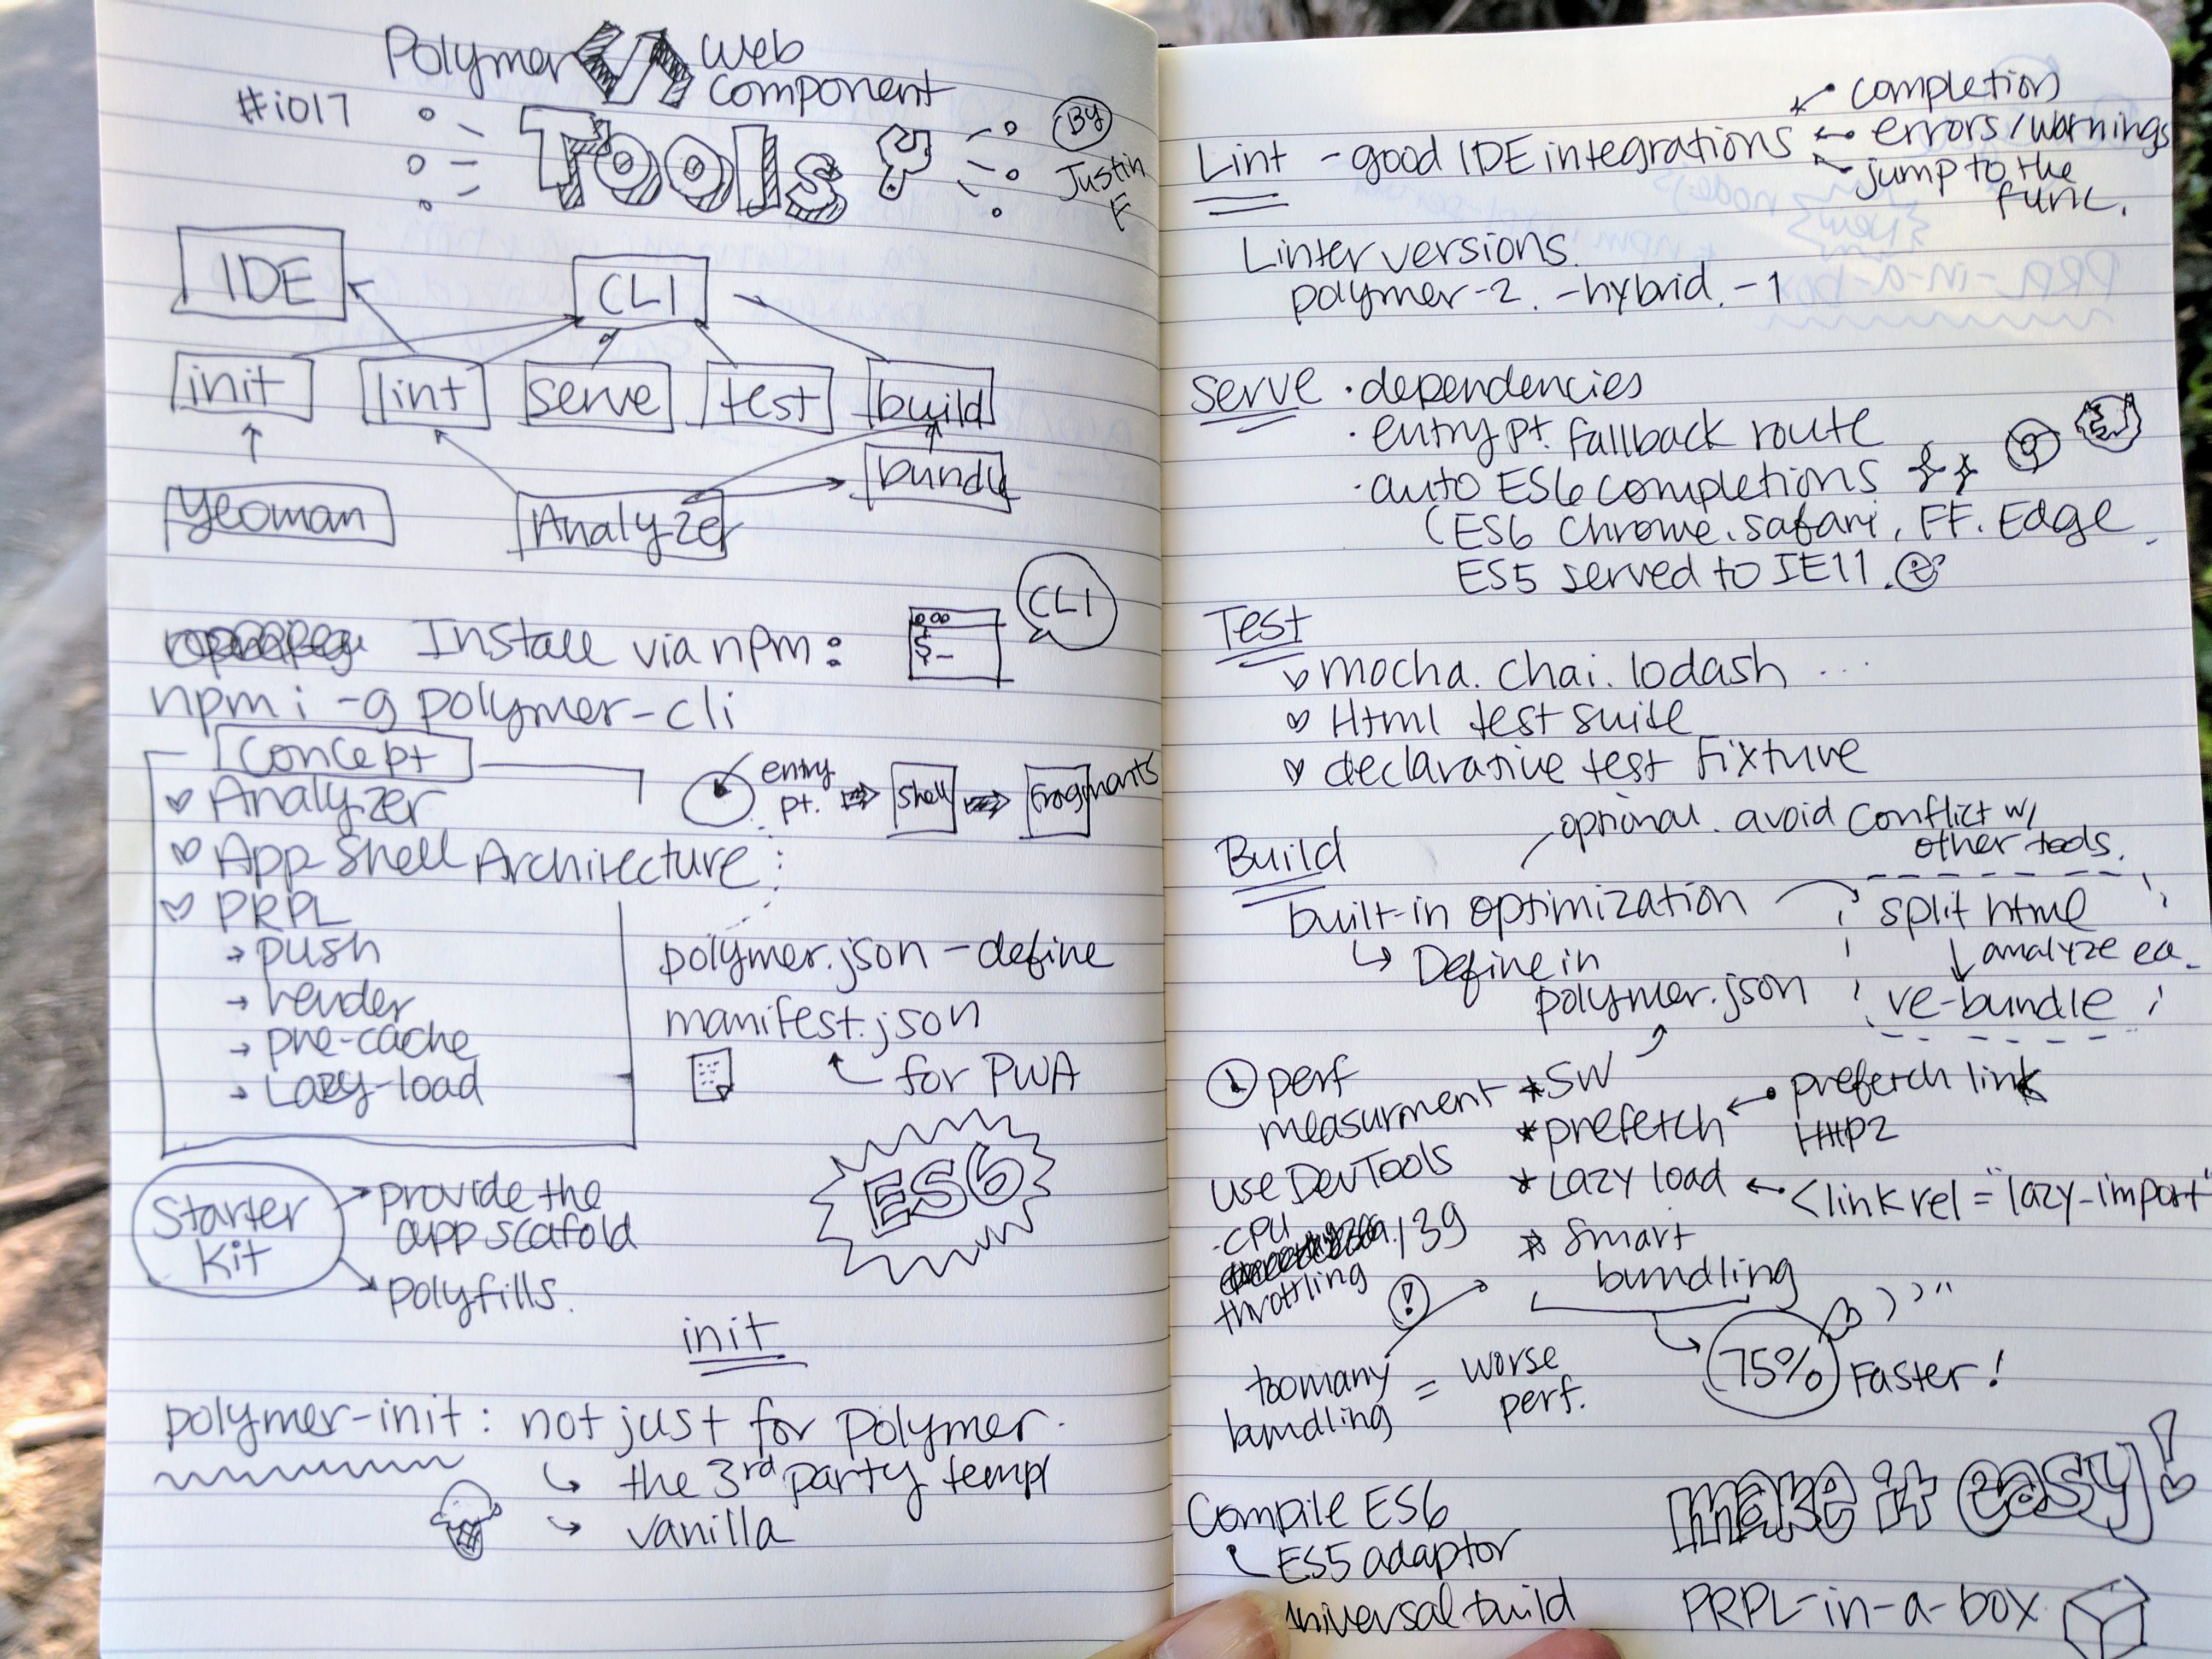 Polymer </> Web
Component
#io17
Tools
By
Justin
F
IDE
CLI
init
lint
serve
test
build
bundl
yeoman
Analyzer
Install via npm:
$_
CLI
npm i -g polymer-cli
Concept
Analyzer
App Shell Architecture
PRPL
→ push
→ render
→ pre-cache
→ Lazy-load
entry
pt.
Shell
Fragments
polymer.json - define
manifest.json
for PWA
Starter
Kit
provide the
app scafold
polyfills.
ES6
init
polymer-init: not just for polymer.
the 3rd party templ
vanilla
Lint - good IDE integrations
completion
errors/warnings
jump to the
func.
Linter versions.
polymer-2. -hybrid. -1
Serve · dependencies
· entry pt. fallback route
· auto ES6 completions
(ES6 Chrome. Safari, FF. Edge
ES5 served to IE11.
Test
mocha. chai. lodash ...
Html test suite
declarative test fixture
Build
optional. avoid conflict w/
other tools.
built-in optimization
Define in
polymer.json
split html
analyze ea.
re-bundle
perf
measurment
use DevTools
- CPU
/39
throttling
* SW
* prefetch
prefetch link
HTTP2
* Lazy load
<link rel="lazy-import"
* Smart
bundling
too many
bundling = worse
perf.
75% Faster!
Compile ES6
ES5 adaptor
universal build
make it easy!
PRPL-in-a-box